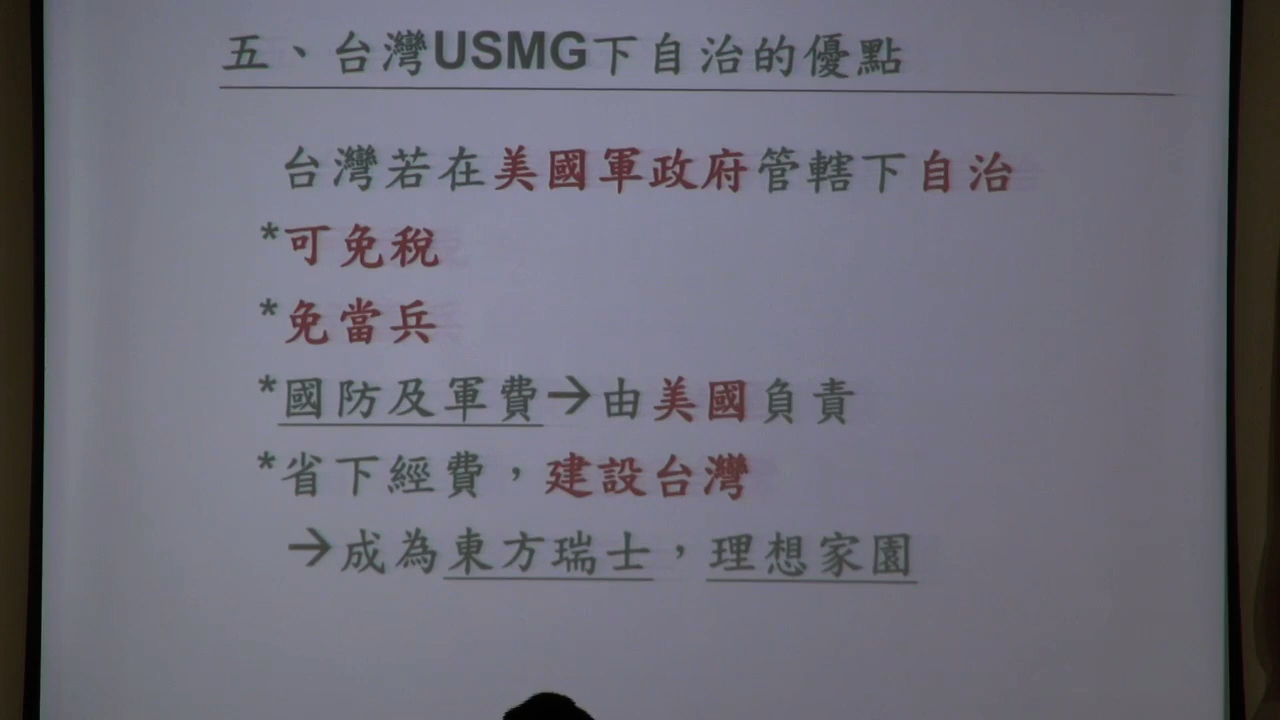 五、台灣USMG下自治的優點
台灣若在美國軍政府管轄下自治
*可免稅
*免當兵
*國防及軍費→由美國負責
*省下經費，建設台灣
→成為東方瑞士，理想家園